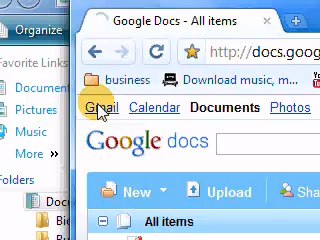 Google Docs - All items
Organize
http://docs.goog
Favorite Links
business
Download music, m...
Document
Pictures
Music
More »
Gmail
Calendar
Documents
Photos
Google docs
New
Upload
Sha
Folders
Docu
All items